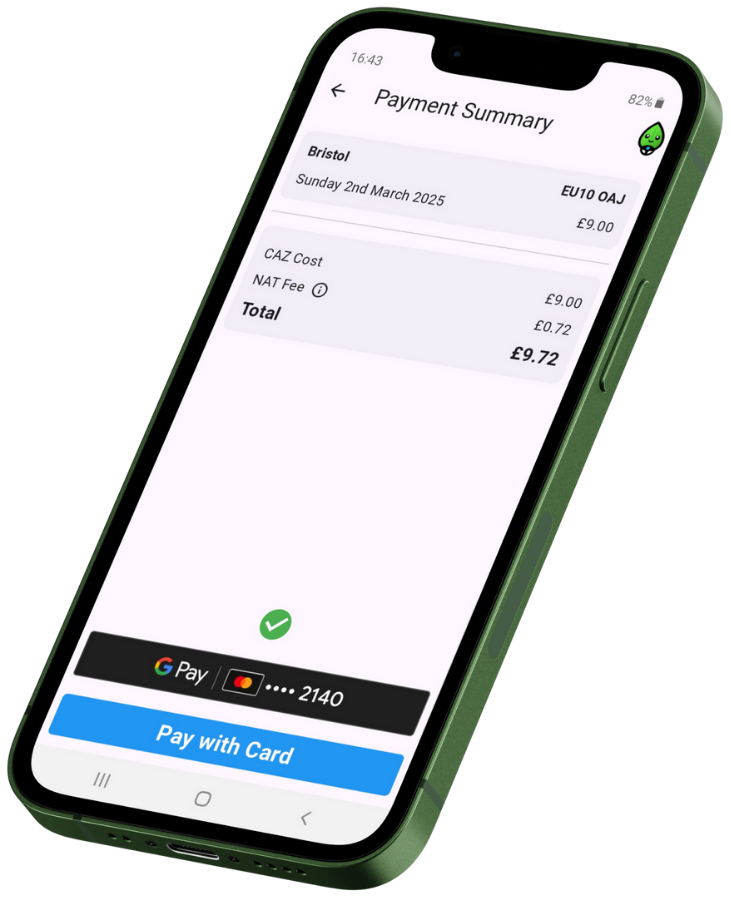 16:43
82%
Payment Summary
Bristol
EU10 OAJ
Sunday 2nd March 2025
£9.00
CAZ Cost
£9.00
NAT Fee
£0.72
Total
£9.72
G Pay
•••• 2140
Pay with Card